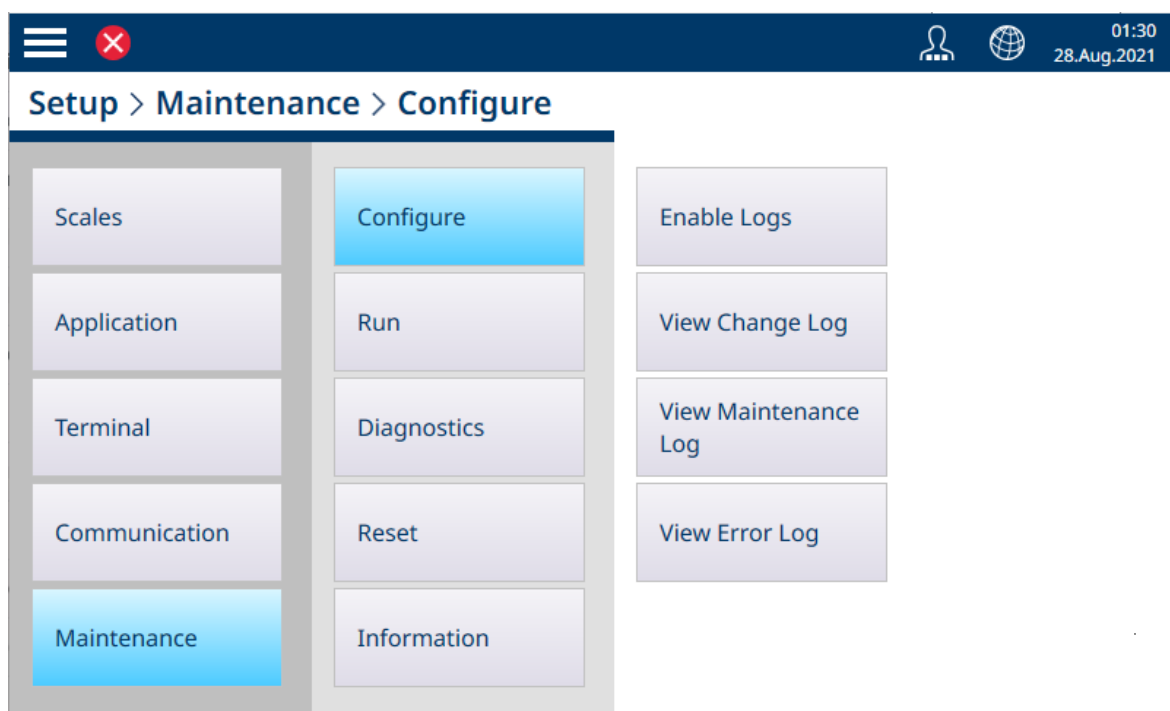 01:30
28.Aug.2021
Setup > Maintenance > Configure
Scales
Configure
Enable Logs
Application
Run
View Change Log
Terminal
Diagnostics
View Maintenance
Log
Communication
Reset
View Error Log
Maintenance
Information